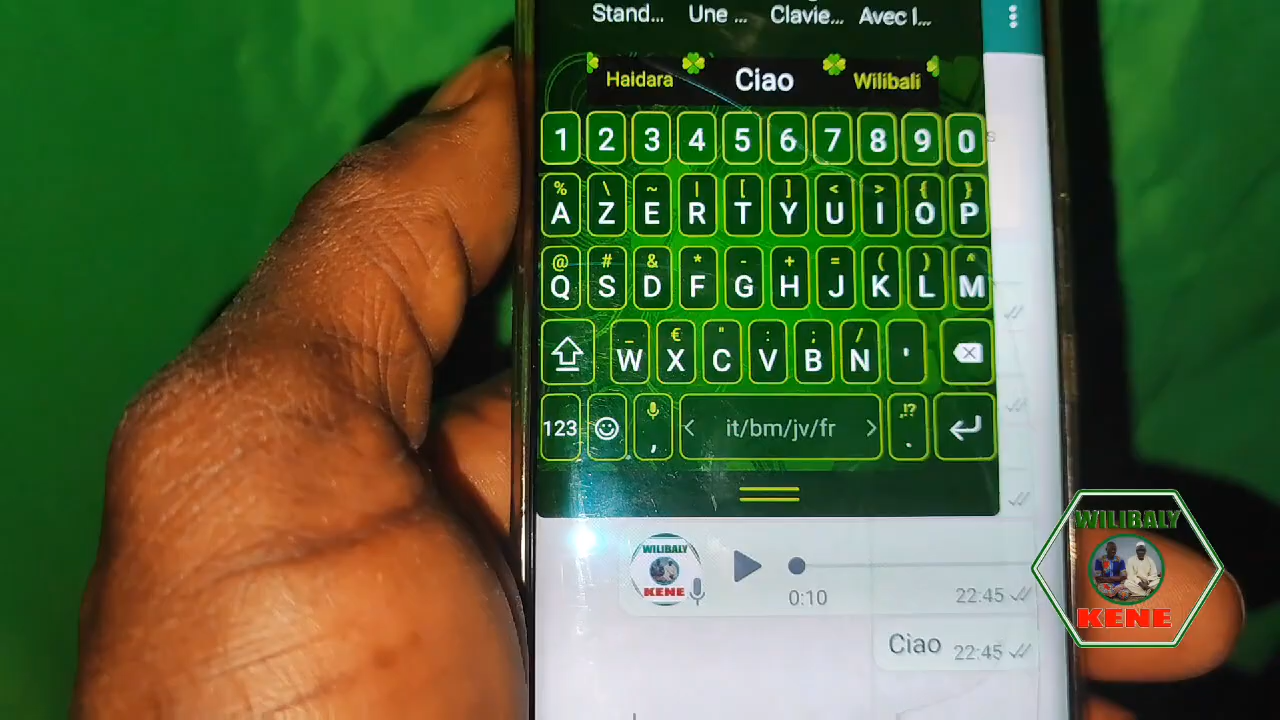 Stand... Une ... Clavie... Avec l...
Haidara Ciao Wilibali
1 2 3 4 5 6 7 8 9 0
% \ ~ | [ ] < > { }
A Z E R T Y U I O P
@ # & * - + = ( ) ^
Q S D F G H J K L M
_ € " : ; /
W X C V B N '
,!?
123 , < it/bm/jv/fr > .
WILIBALY
KENE
0:10 22:45
Ciao 22:45
WILIBALY
KENE